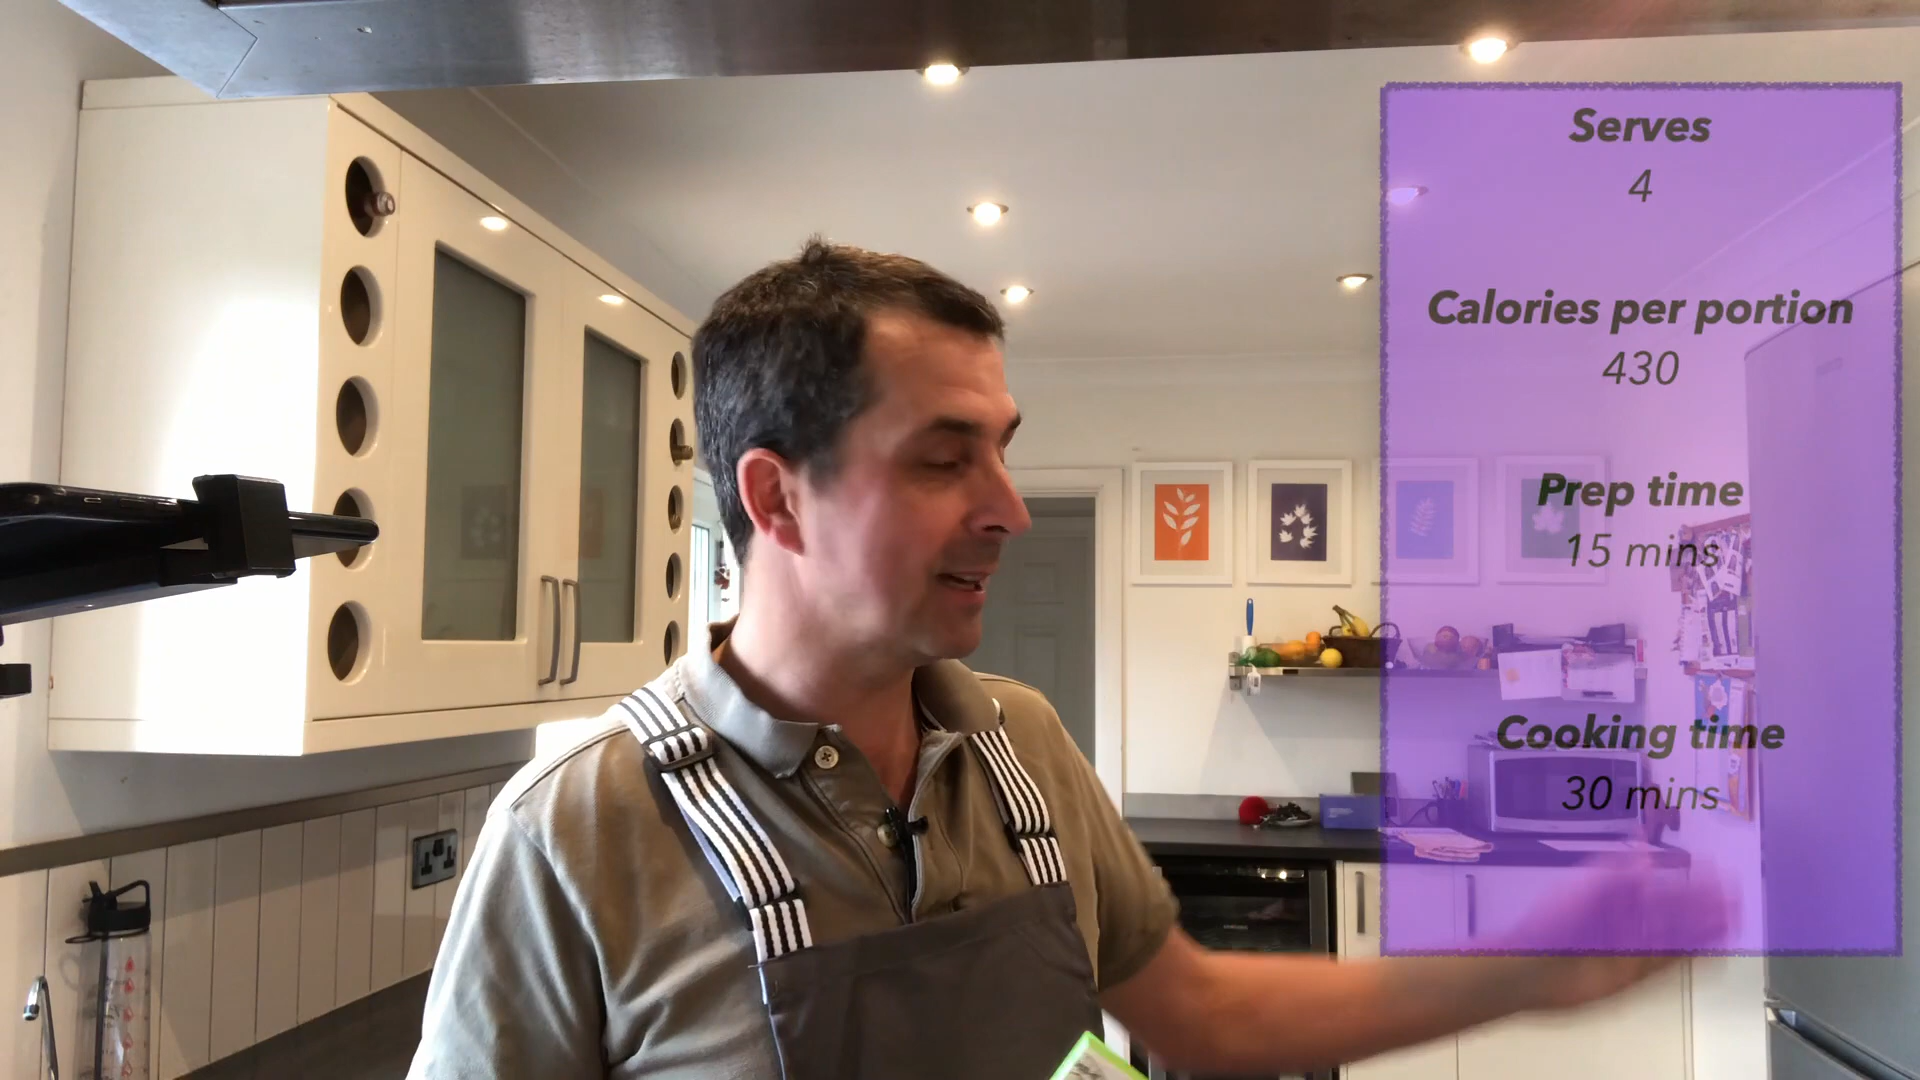 Serves
4
Calories per portion
430
Prep time
15 mins
Cooking time
30 mins